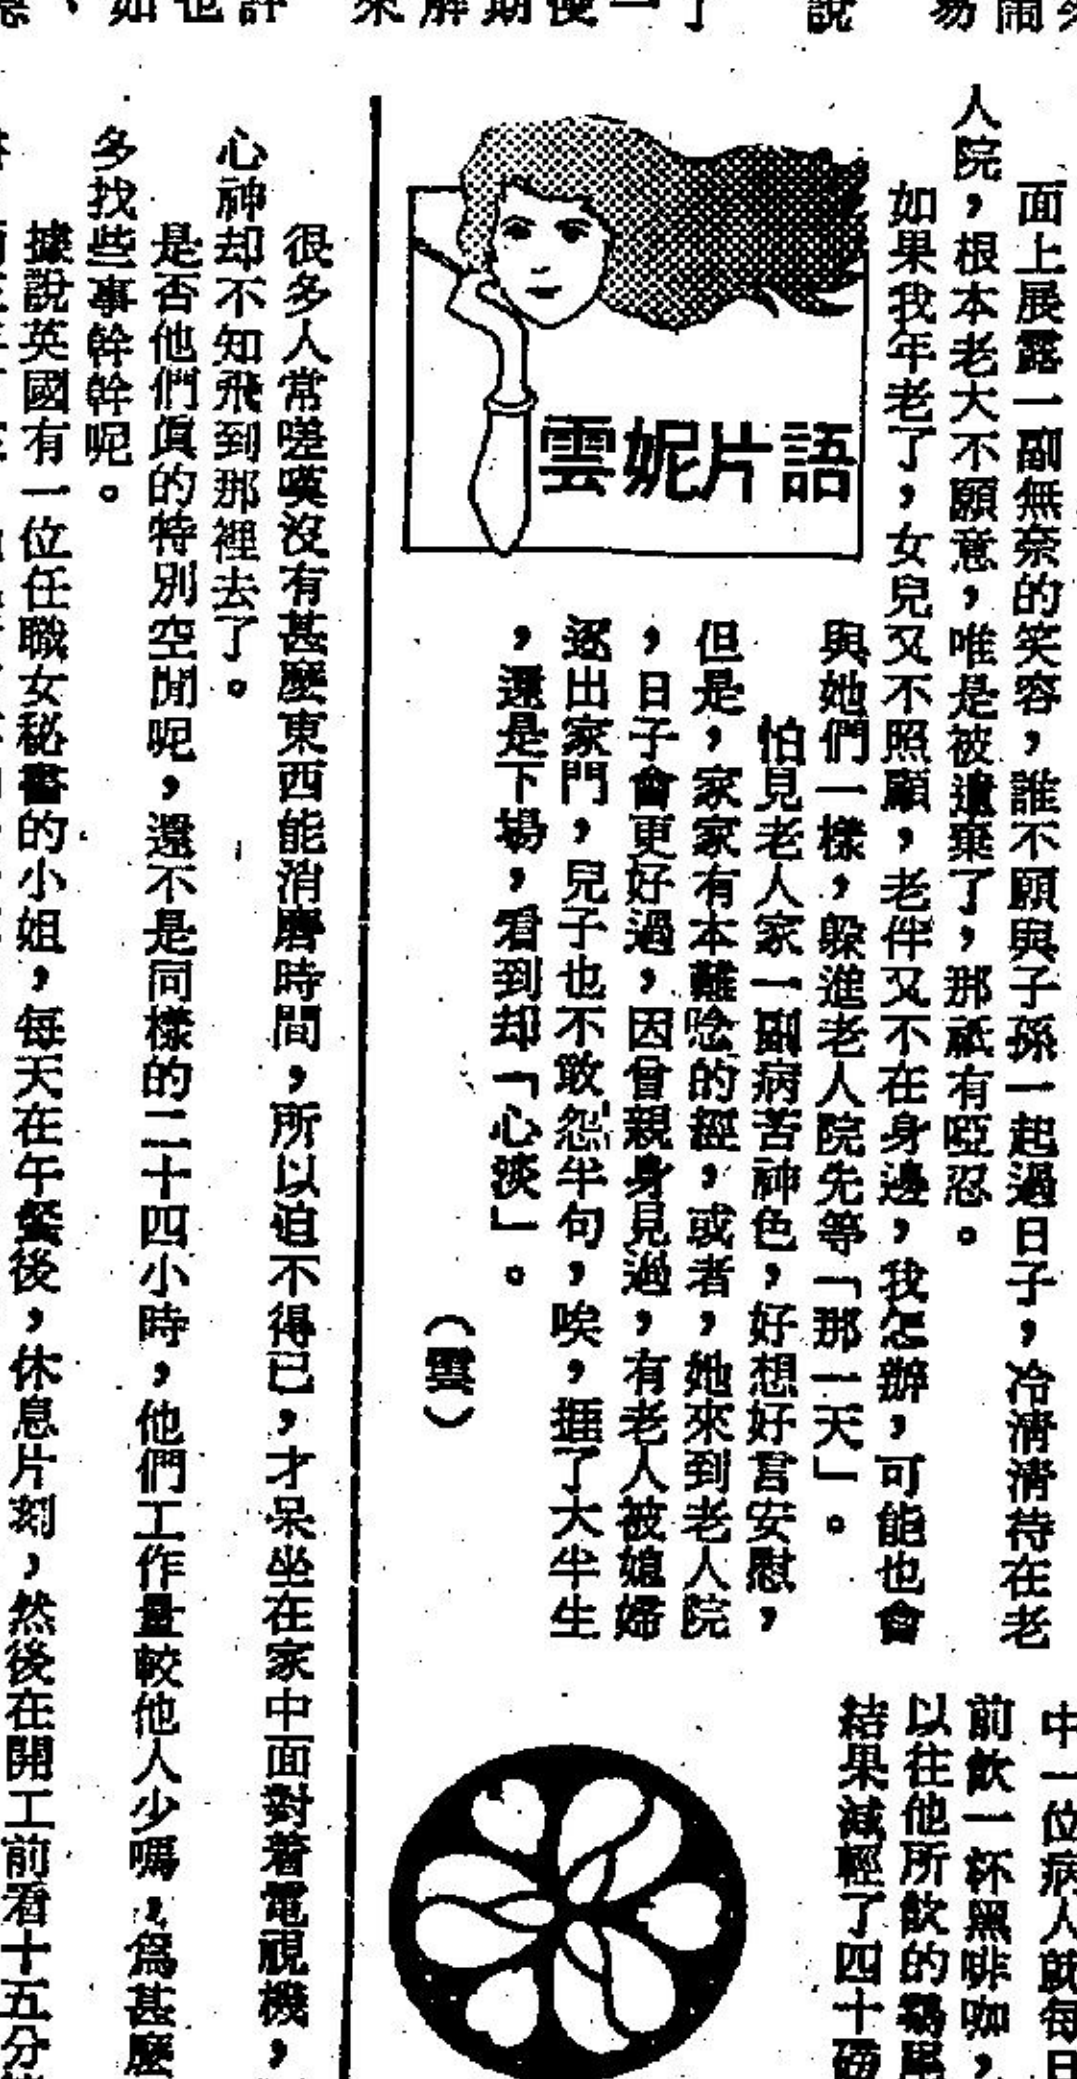 面上展露一副無奈的笑容，誰不願與子孫一起過日子，冷清清待在老
人院，根本老大不願意，唯是被遺棄了，那祇有啞忍。
如果我年老了，女兒又不照顧，老伴又不在身邊，我怎辦，可能也會
與她們一樣，躲進老人院先等「那一天」。
怕見老人家一副病苦神色，好想好言安慰，
但是，家家有本難唸的經，或者，她來到老人院
，日子會更好過，因曾親身見過，有老人被媳婦
逐出家門，兒子也不敢怨半句，唉，捱了大半生
，還是下場，看到却「心淡」。
（雲）
雲妮片語
中一位病人就每日
前飲一杯黑啡咖，
以往他所飲的
結果減輕了四十磅
很多人常嗟嘆沒有甚麼東西能消磨時間，所以迫不得已，才呆坐在家中面對着電視機，
心神却不知飛到那裡去了。
是否他們眞的特別空閒呢，還不是同樣的二十四小時，他們工作量較他人少嗎，爲甚麼
多找些事幹幹呢。
據說英國有一位任職女秘書的小姐，每天在午餐後，休息片刻，然後在開工前看十五分